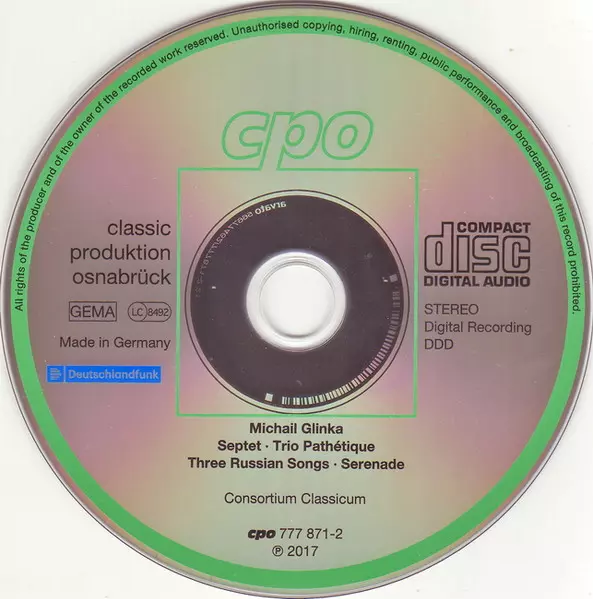 All rights of the producer and of the owner of the recorded work reserved. Unauthorised copying, hiring, renting, public performance and broadcasting of this record prohibited.
cpo
classic
produktion
osnabrück
GEMA LC 8492
Made in Germany
Deutschlandfunk
arvato
COMPACT
disc
DIGITAL AUDIO
STEREO
Digital Recording
DDD
Michail Glinka
Septet · Trio Pathétique
Three Russian Songs · Serenade
Consortium Classicum
cpo 777 871-2
℗ 2017